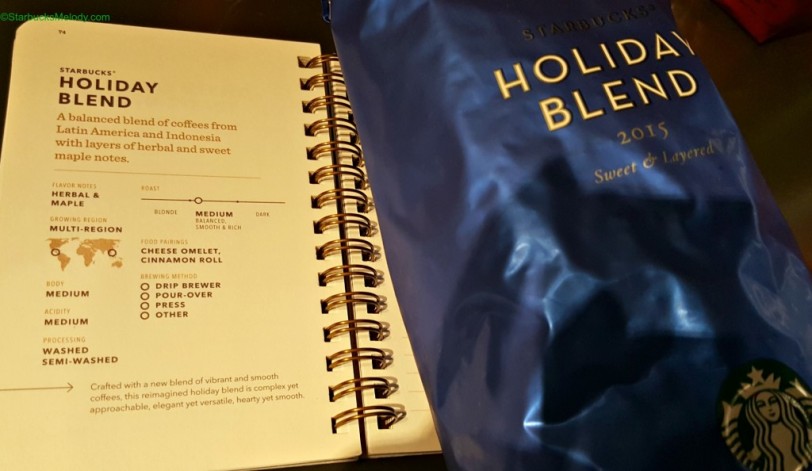 ©StarbucksMelody.com
74
STARBUCKS®
HOLIDAY
BLEND
A balanced blend of coffees from
Latin America and Indonesia
with layers of herbal and sweet
maple notes.
FLAVOR NOTES
HERBAL &
MAPLE
ROAST
BLONDE
MEDIUM
BALANCED,
SMOOTH & RICH
DARK
GROWING REGION
MULTI-REGION
FOOD PAIRINGS
CHEESE OMELET,
CINNAMON ROLL
BODY
MEDIUM
BREWING METHOD
DRIP BREWER
POUR-OVER
PRESS
OTHER
ACIDITY
MEDIUM
PROCESSING
WASHED
SEMI-WASHED
Crafted with a new blend of vibrant and smooth
coffees, this reimagined holiday blend is complex yet
approachable, elegant yet versatile, hearty yet smooth.
STARBUCKS®
HOLIDAY
BLEND
2015
Sweet & Layered